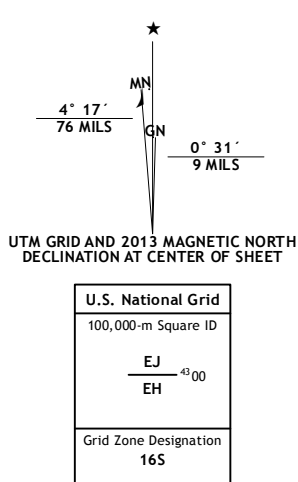 ★
MN
4° 17´
76 MILS
GN
0° 31´
9 MILS
UTM GRID AND 2013 MAGNETIC NORTH
DECLINATION AT CENTER OF SHEET
U.S. National Grid
100,000-m Square ID
EJ
4300
EH
Grid Zone Designation
16S